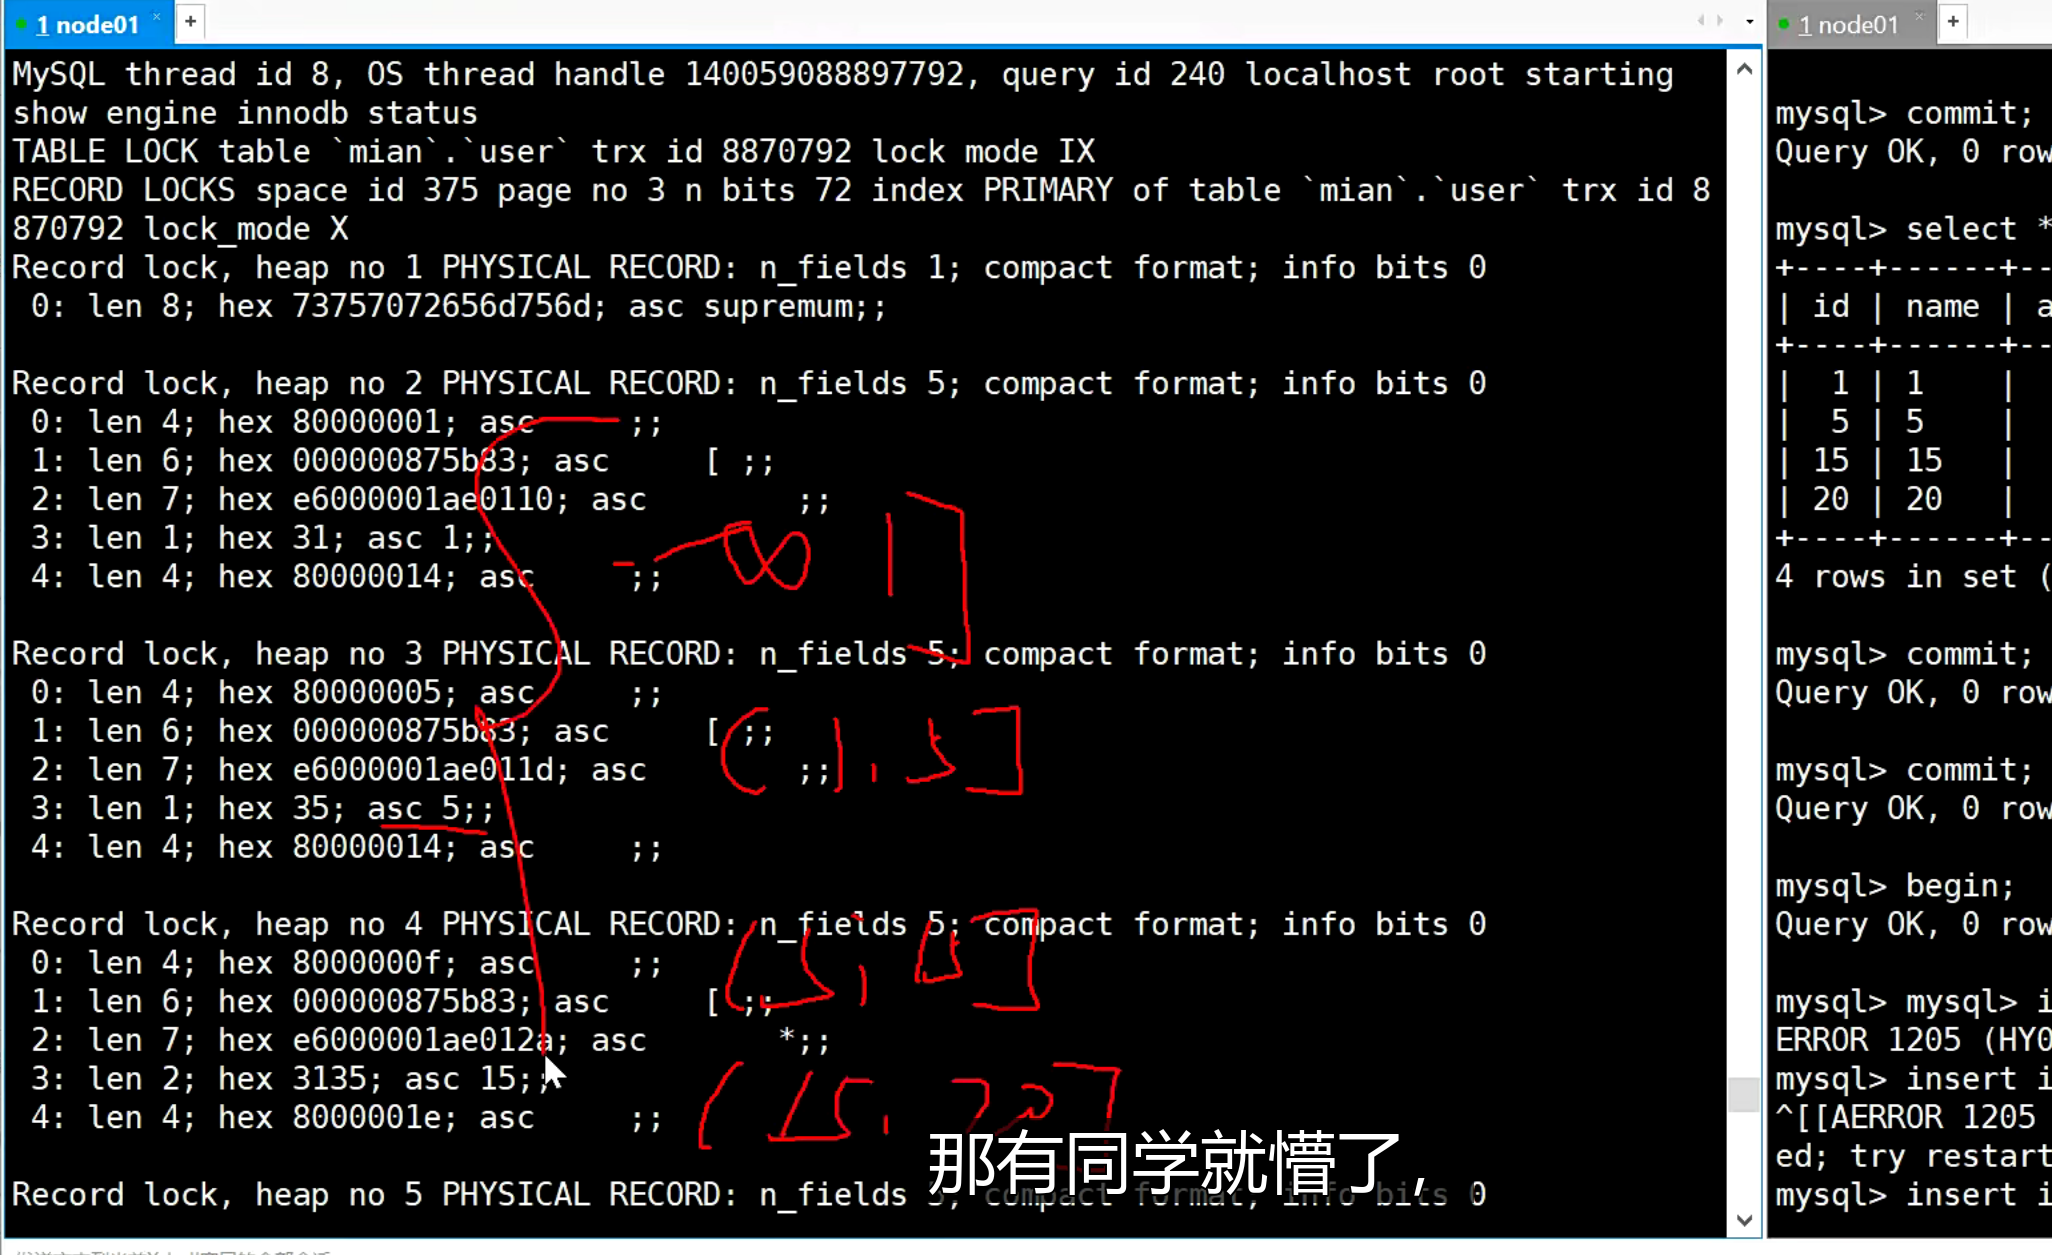 1 node01
MySQL thread id 8, OS thread handle 140059088897792, query id 240 localhost root starting
show engine innodb status
TABLE LOCK table `mian`.`user` trx id 8870792 lock mode IX
RECORD LOCKS space id 375 page no 3 n bits 72 index PRIMARY of table `mian`.`user` trx id 8
870792 lock_mode X
Record lock, heap no 1 PHYSICAL RECORD: n_fields 1; compact format; info bits 0
0: len 8; hex 73757072656d756d; asc supremum;;
Record lock, heap no 2 PHYSICAL RECORD: n_fields 5; compact format; info bits 0
0: len 4; hex 80000001; asc     ;;
1: len 6; hex 000000875b83; asc     [ ;;
2: len 7; hex e6000001ae0110; asc        ;;
3: len 1; hex 31; asc 1;;
4: len 4; hex 80000014; asc     ;;
-∞ 1]
Record lock, heap no 3 PHYSICAL RECORD: n_fields 5; compact format; info bits 0
0: len 4; hex 80000005; asc     ;;
1: len 6; hex 000000875b83; asc     [ ;;
2: len 7; hex e6000001ae011d; asc        ;;
3: len 1; hex 35; asc 5;;
4: len 4; hex 80000014; asc     ;;
(1,5]
Record lock, heap no 4 PHYSICAL RECORD: n_fields 5; compact format; info bits 0
0: len 4; hex 8000000f; asc     ;;
1: len 6; hex 000000875b83; asc     [ ;;
2: len 7; hex e6000001ae012a; asc       *;;
3: len 2; hex 3135; asc 15;;
4: len 4; hex 8000001e; asc     ;;
(5,15]
(15,20]
Record lock, heap no 5 PHYSICAL RECORD: n_fields 5; compact format; info bits 0
那有同学就懵了，
1 node01
mysql> commit;
Query OK, 0 row
mysql> select *
+----+------+--
| id | name | a
+----+------+--
|  1 | 1    |
|  5 | 5    |
| 15 | 15   |
| 20 | 20   |
+----+------+--
4 rows in set (
mysql> commit;
Query OK, 0 row
mysql> commit;
Query OK, 0 row
mysql> begin;
Query OK, 0 row
mysql> mysql> i
ERROR 1205 (HY0
mysql> insert i
^[[AERROR 1205
ed; try restart
mysql> insert i